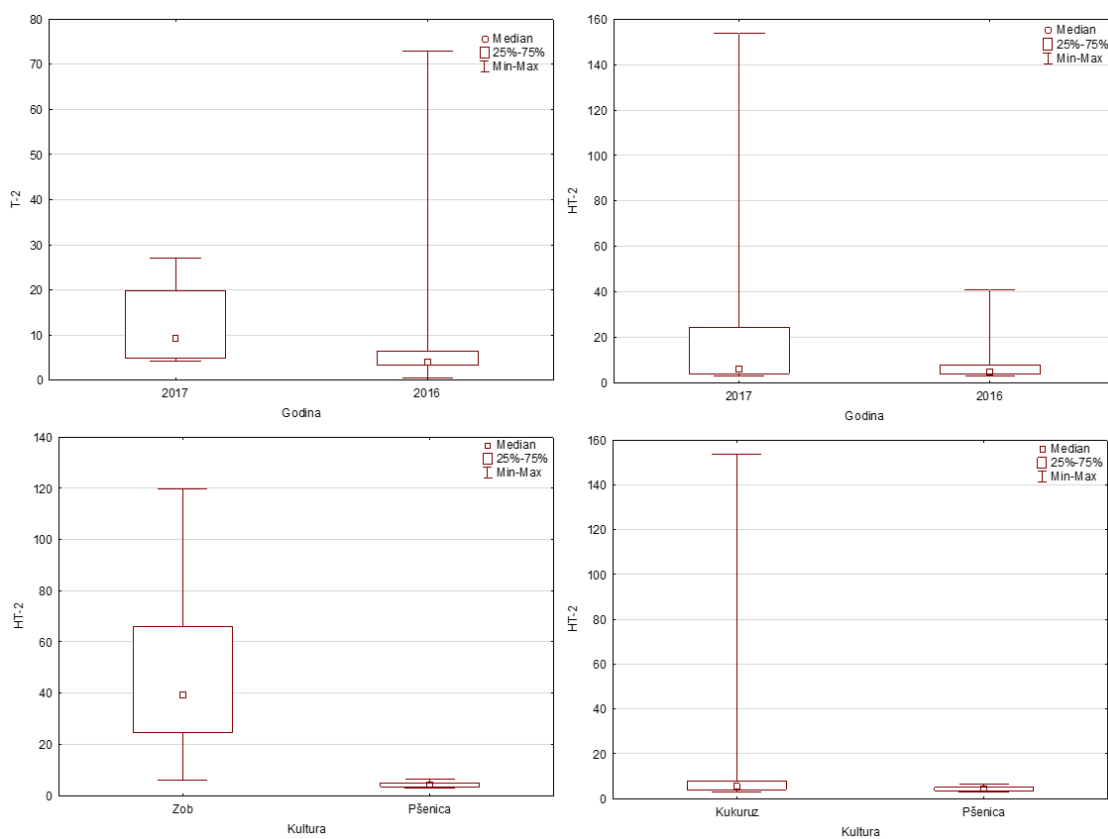 80
70
60
50
40
30
20
10
0
T-2
Median
25%-75%
Min-Max
2017 2016
Godina
160
140
120
100
80
60
40
20
0
HT-2
Median
25%-75%
Min-Max
2017 2016
Godina
140
120
100
80
60
40
20
0
HT-2
Median
25%-75%
Min-Max
Zob Pšenica
Kultura
160
140
120
100
80
60
40
20
0
HT-2
Median
25%-75%
Min-Max
Kukuruz Pšenica
Kultura